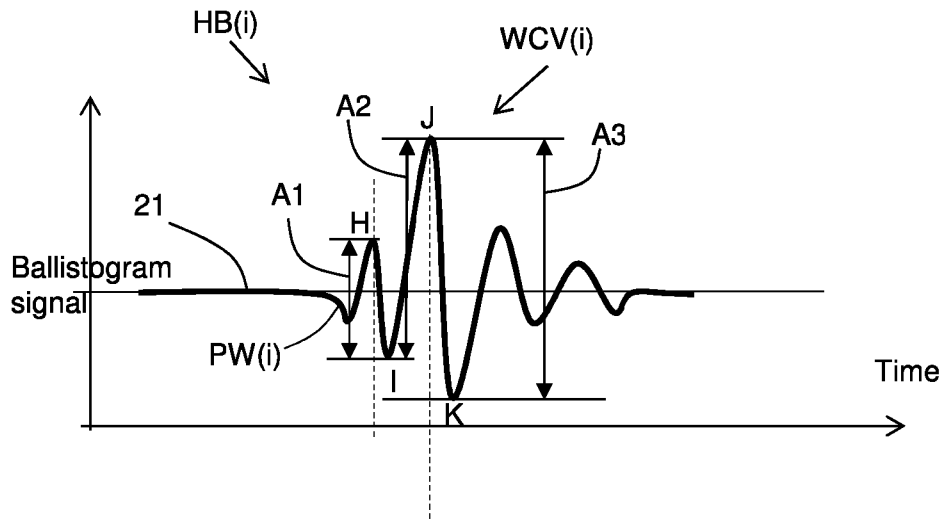 HB(i)
WCV(i)
A2
J
A3
A1
H
21
Ballistogram
signal
PW(i)
I
K
Time